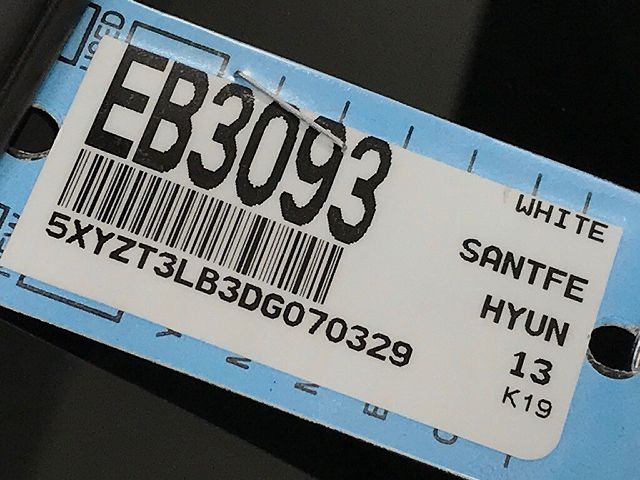 EB3093
5XYZT3LB3DG070329
WHITE
SANTFE
HYUN
13
K19